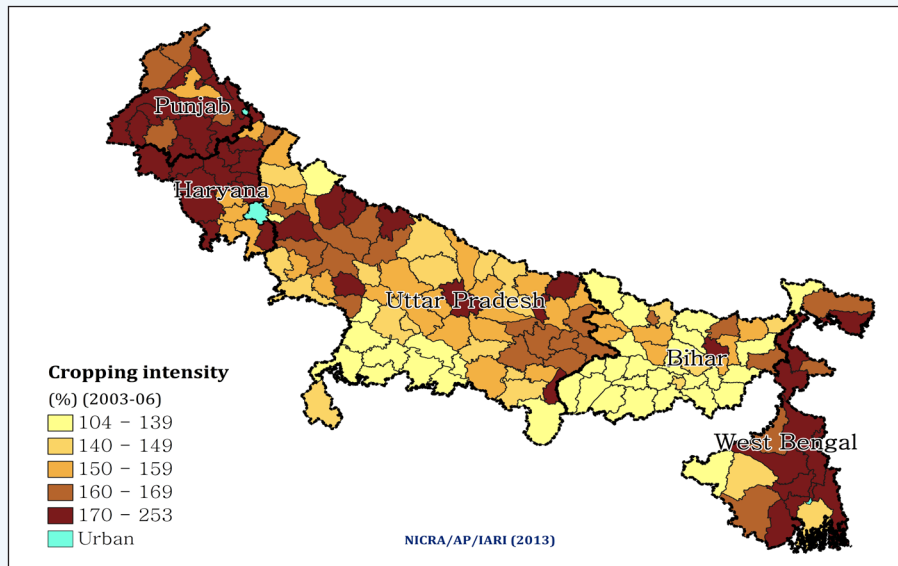 Punjab
Haryana
Uttar Pradesh
Bihar
West Bengal
Cropping intensity
(%) (2003-06)
104 - 139
140 - 149
150 - 159
160 - 169
170 - 253
Urban
NICRA/AP/IARI (2013)